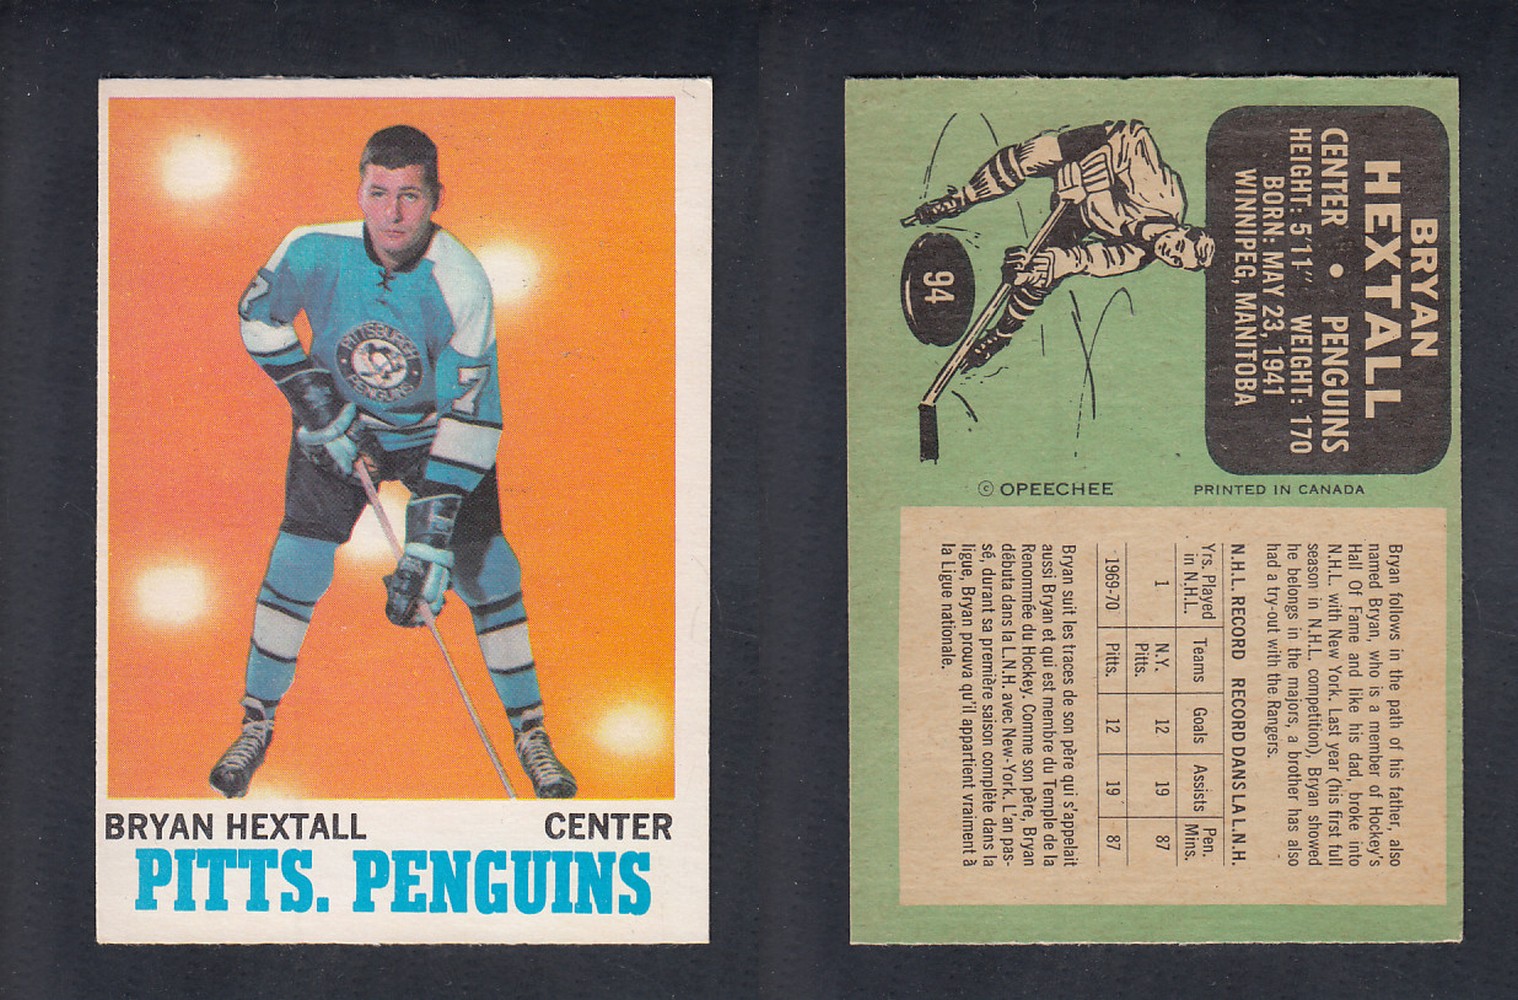 7
PITTSBURGH
PENGUINS
7
BRYAN HEXTALL CENTER
PITTS. PENGUINS
BRYAN
HEXTALL
CENTER • PENGUINS
HEIGHT: 5'11" WEIGHT: 170
BORN: MAY 23, 1941
WINNIPEG, MANITOBA
94
© OPEECHEE PRINTED IN CANADA
Bryan follows in the path of his father, also
named Bryan, who is a member of Hockey's
Hall Of Fame and like his dad, broke into
N.H.L. with New York. Last year (his first full
season in N.H.L. competition), Bryan showed
he belongs in the majors, a brother has also
had a try-out with the Rangers.
N.H.L. RECORD RECORD DANS LA L.N.H.
Yrs. Played in N.H.L. Teams Goals Assists Pen. Mins.
1 N.Y. Pitts. 12 19 87
1969-70 Pitts. 12 19 87
Bryan suit les traces de son père qui s'appelait
aussi Bryan et qui est membre du Temple de la
Renommée du Hockey. Comme son père, Bryan
débuta dans la L.N.H. avec New-York. L'an pas-
sé, durant sa première saison complète dans la
ligue, Bryan prouva qu'il appartient vraiment à
la Ligue nationale.